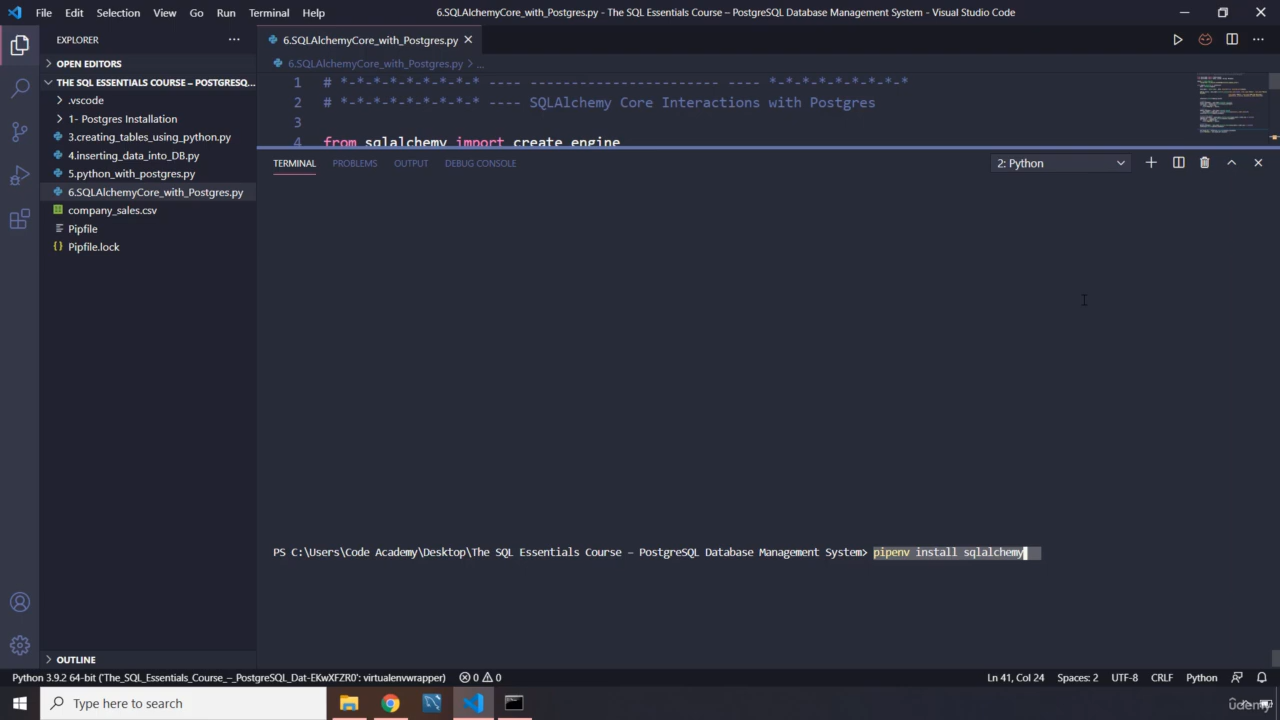 File Edit Selection View Go Run Terminal Help
6.SQLAlchemyCore_with_Postgres.py - The SQL Essentials Course – PostgreSQL Database Management System - Visual Studio Code
EXPLORER
OPEN EDITORS
THE SQL ESSENTIALS COURSE – POSTGRESQ...
.vscode
1- Postgres Installation
3.creating_tables_using_python.py
4.inserting_data_into_DB.py
5.python_with_postgres.py
6.SQLAlchemyCore_with_Postgres.py
company_sales.csv
Pipfile
Pipfile.lock
OUTLINE
6.SQLAlchemyCore_with_Postgres.py
6.SQLAlchemyCore_with_Postgres.py > ...
1 # *-*-*-*-*-*-*-*-* ---- ------------------------ ---- *-*-*-*-*-*-*-*-
2 # *-*-*-*-*-*-*-*-* ---- SQLAlchemy Core Interactions with Postgres
3
4 from sqlalchemy import create_engine
TERMINAL PROBLEMS OUTPUT DEBUG CONSOLE
2: Python
PS C:\Users\Code Academy\Desktop\The SQL Essentials Course – PostgreSQL Database Management System> pipenv install sqlalchemy
Python 3.9.2 64-bit ('The_SQL_Essentials_Course_–_PostgreSQL_Dat-EKwXFZR0': virtualenvwrapper) 0 0
Ln 41, Col 24 Spaces: 2 UTF-8 CRLF Python
Type here to search
udemy